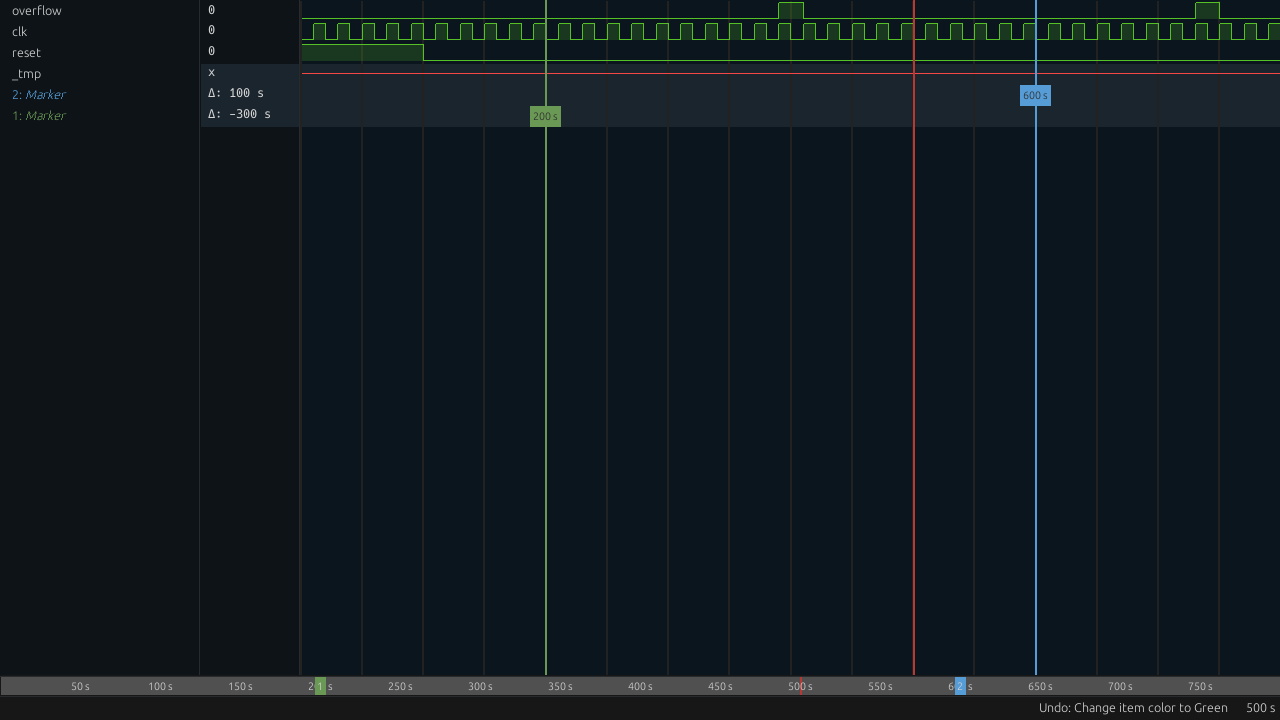 overflow 0
clk 0
reset 0
_tmp x
2: Marker Δ: 100 s 600 s
1: Marker Δ: -300 s 200 s
50 s 100 s 150 s 2 1 s 250 s 300 s 350 s 400 s 450 s 500 s 550 s 6 2 s 650 s 700 s 750 s
Undo: Change item color to Green 500 s